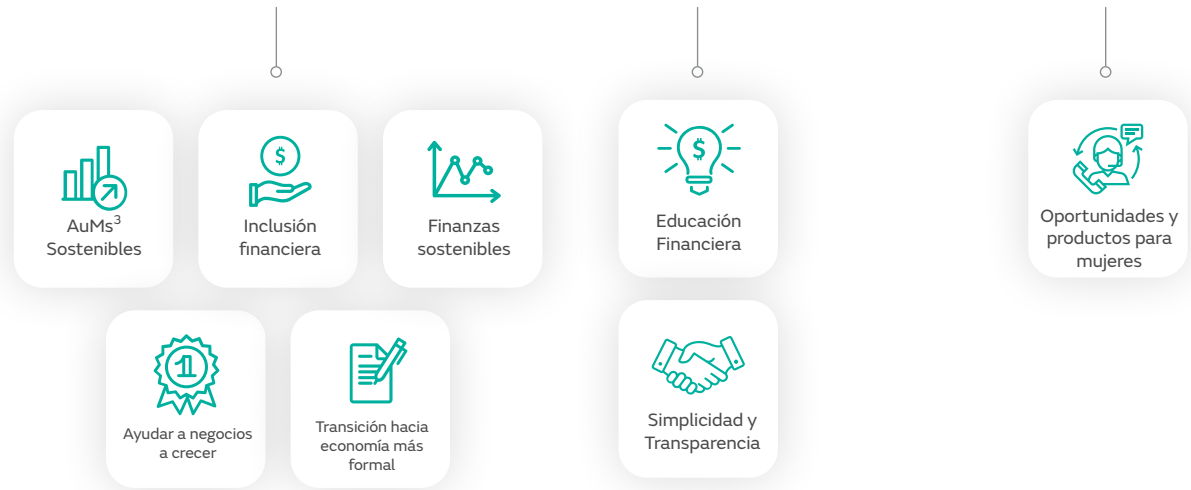 AuMs³
Sostenibles
Inclusión
financiera
Finanzas
sostenibles
Ayudar a negocios
a crecer
Transición hacia
economía más
formal
Educación
Financiera
Simplicidad y
Transparencia
Oportunidades y
productos para
mujeres